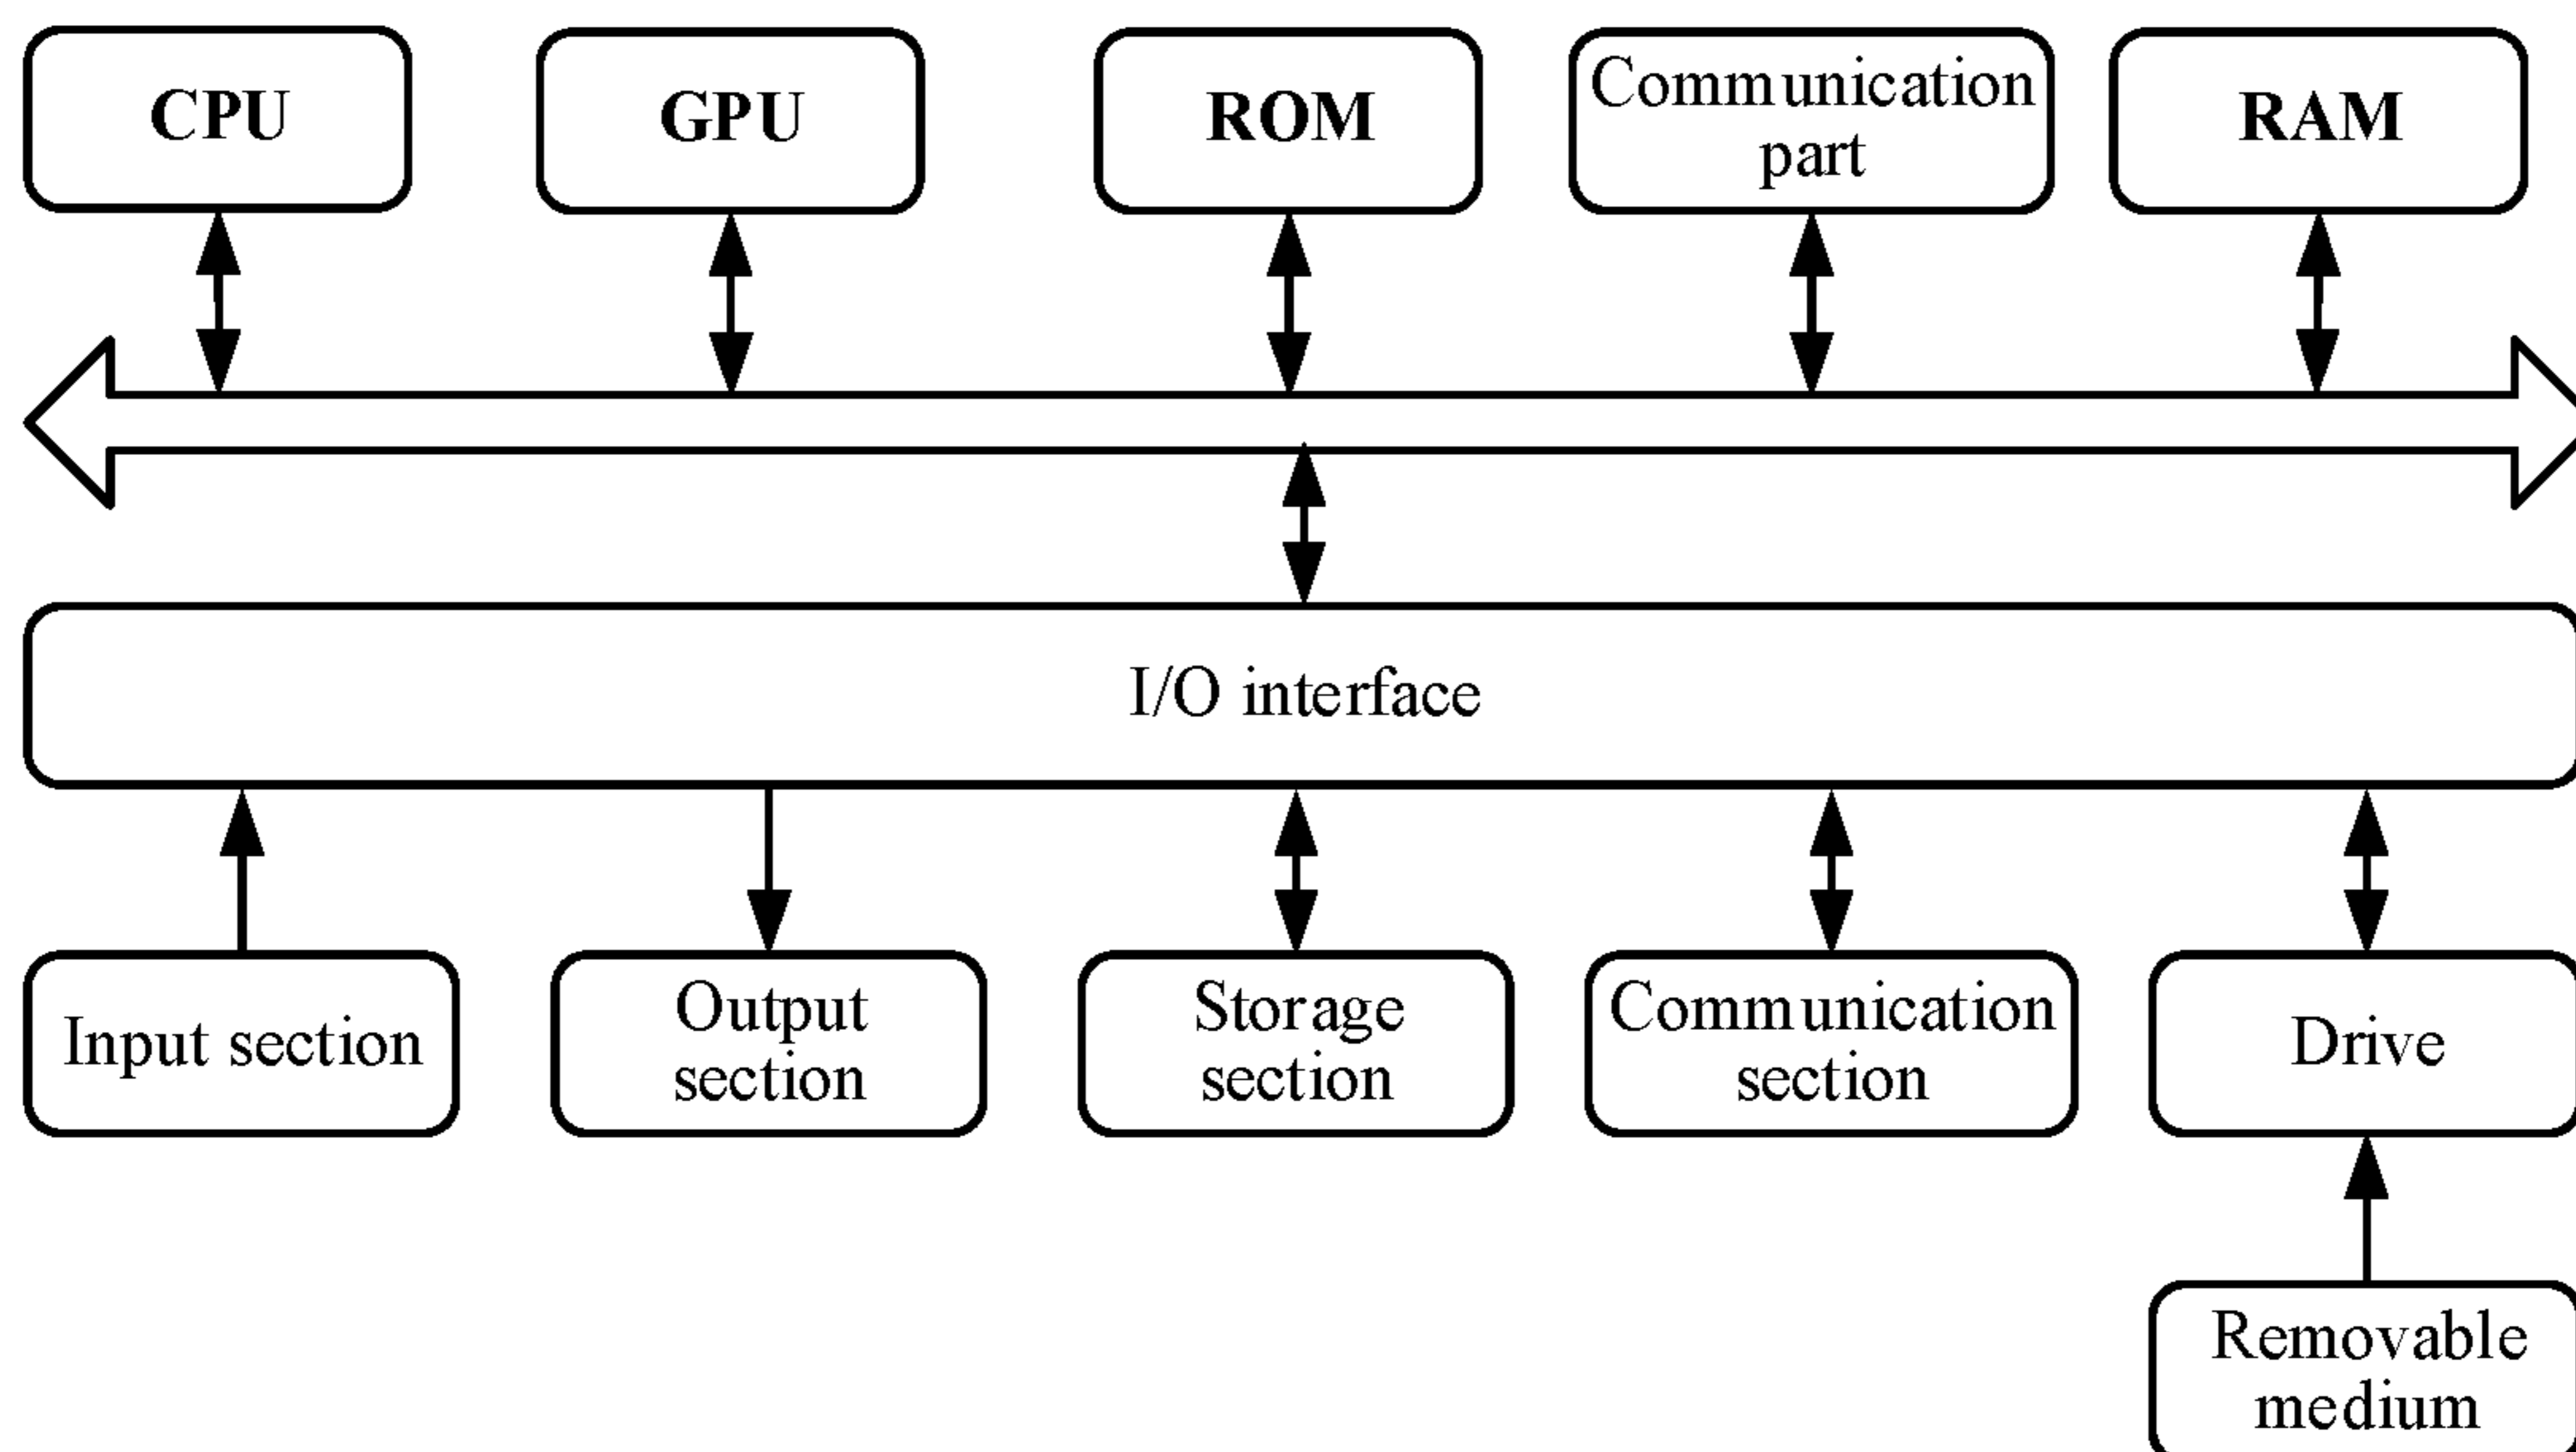 CPU
GPU
ROM
Communication
part
RAM
I/O interface
Input section
Output
section
Storage
section
Communication
section
Drive
Removable
medium